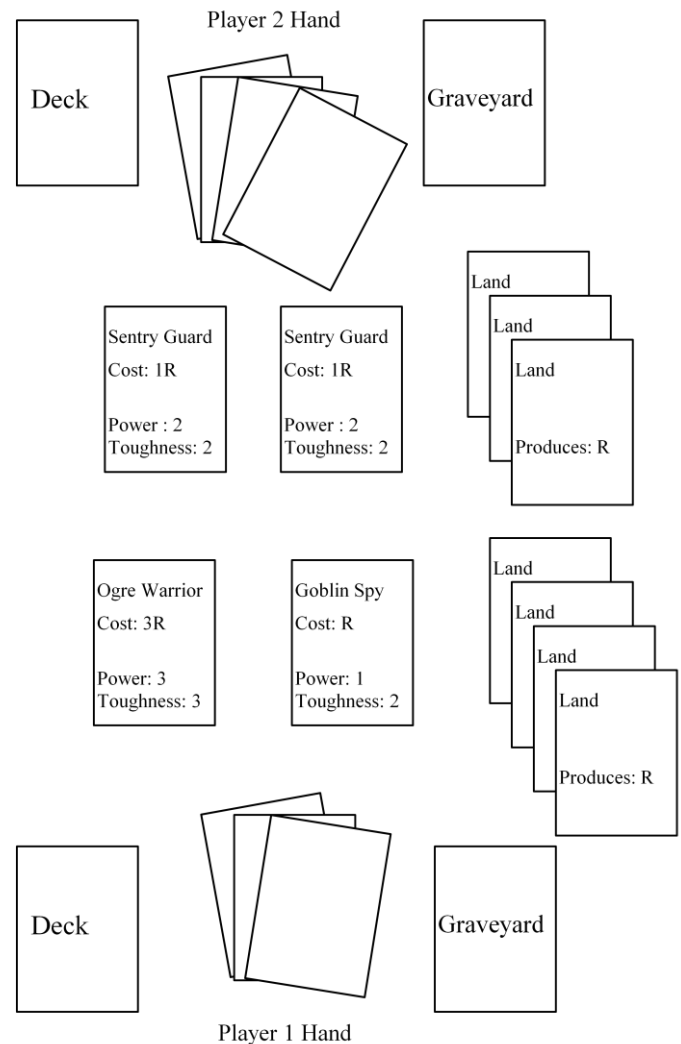 Player 2 Hand
Deck
Graveyard
Land
Land
Land
Produces: R
Sentry Guard
Cost: 1R
Power : 2
Toughness: 2
Sentry Guard
Cost: 1R
Power : 2
Toughness: 2
Ogre Warrior
Cost: 3R
Power: 3
Toughness: 3
Goblin Spy
Cost: R
Power: 1
Toughness: 2
Land
Land
Land
Land
Produces: R
Deck
Graveyard
Player 1 Hand